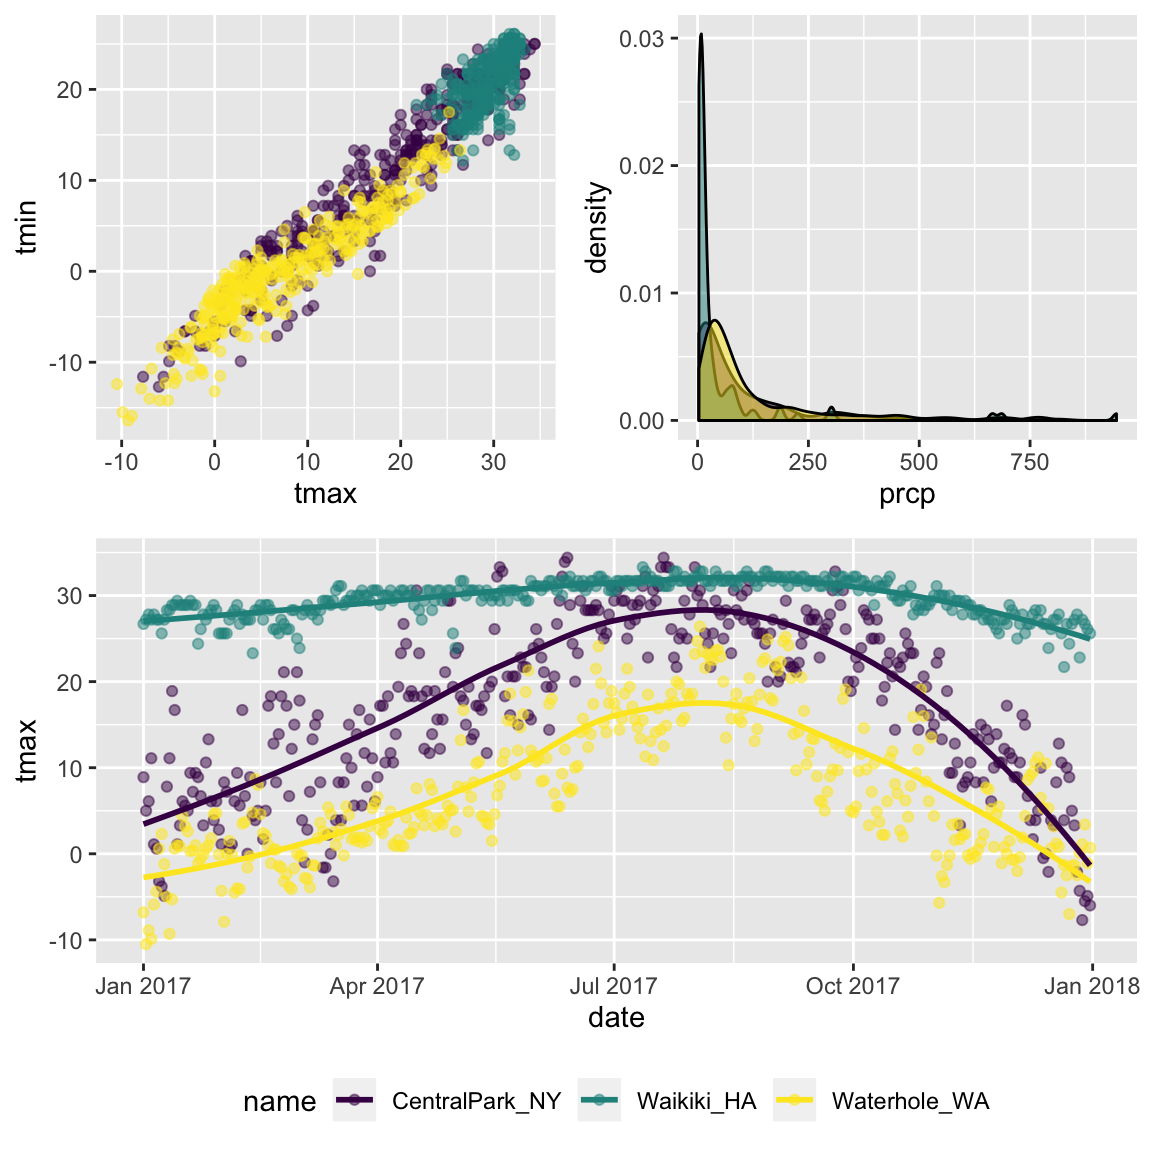 20
10
0
-10
tmin
-10 0 10 20 30
tmax
0.03
0.02
0.01
0.00
density
0 250 500 750
prcp
30
20
10
0
-10
tmax
Jan 2017 Apr 2017 Jul 2017 Oct 2017 Jan 2018
date
name CentralPark_NY Waikiki_HA Waterhole_WA